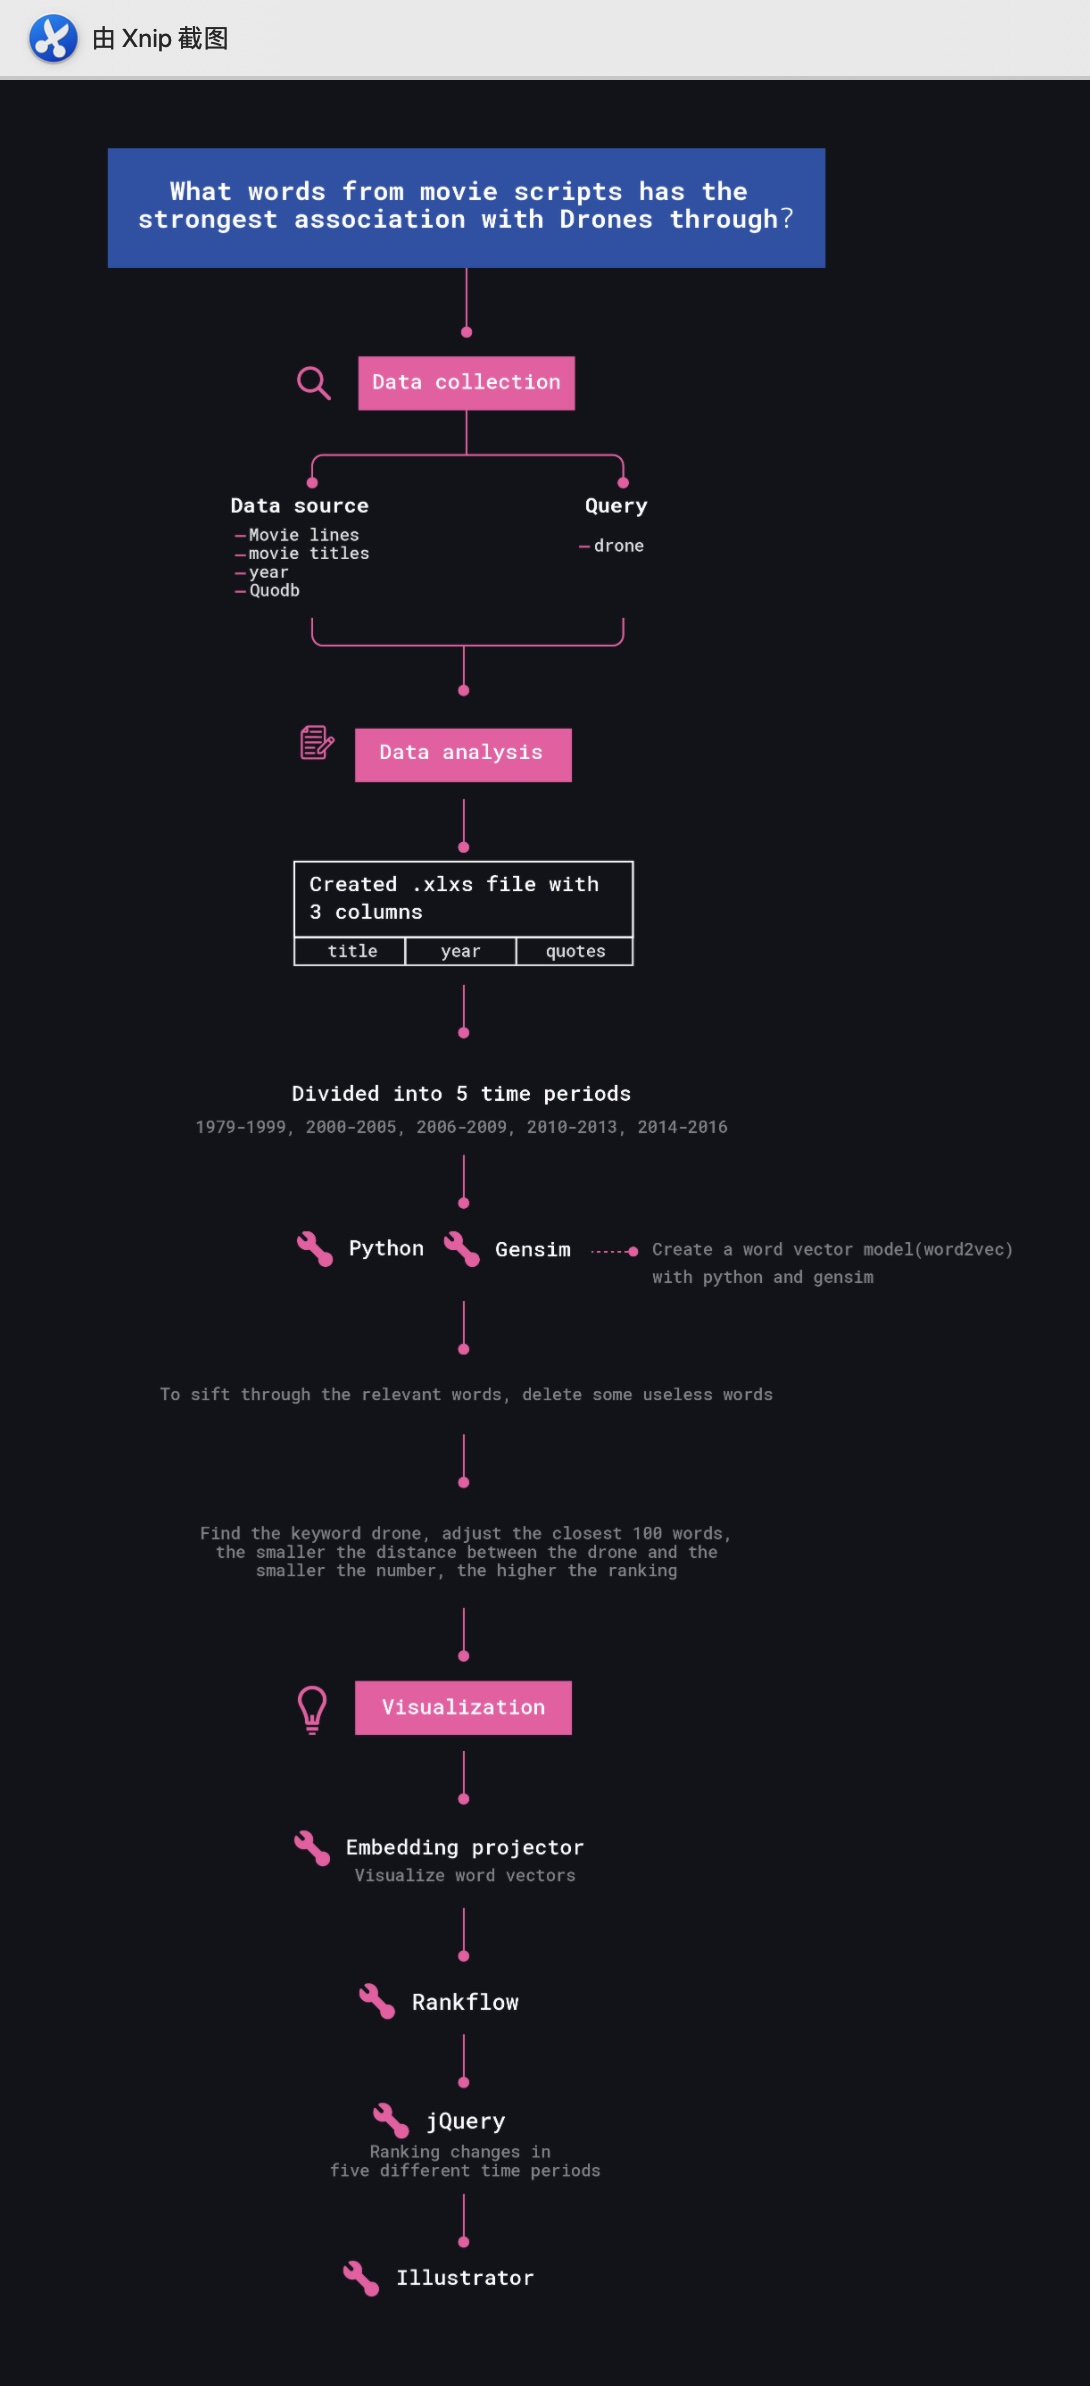 由 Xnip 截图
What words from movie scripts has the
strongest association with Drones through?
Data collection
Data source
—Movie lines
—movie titles
—year
—Quodb
Query
—drone
Data analysis
Created .xlxs file with
3 columns
title year quotes
Divided into 5 time periods
1979-1999, 2000-2005, 2006-2009, 2010-2013, 2014-2016
Python Gensim
Create a word vector model(word2vec)
with python and gensim
To sift through the relevant words, delete some useless words
Find the keyword drone, adjust the closest 100 words,
the smaller the distance between the drone and the
smaller the number, the higher the ranking
Visualization
Embedding projector
Visualize word vectors
Rankflow
jQuery
Ranking changes in
five different time periods
Illustrator